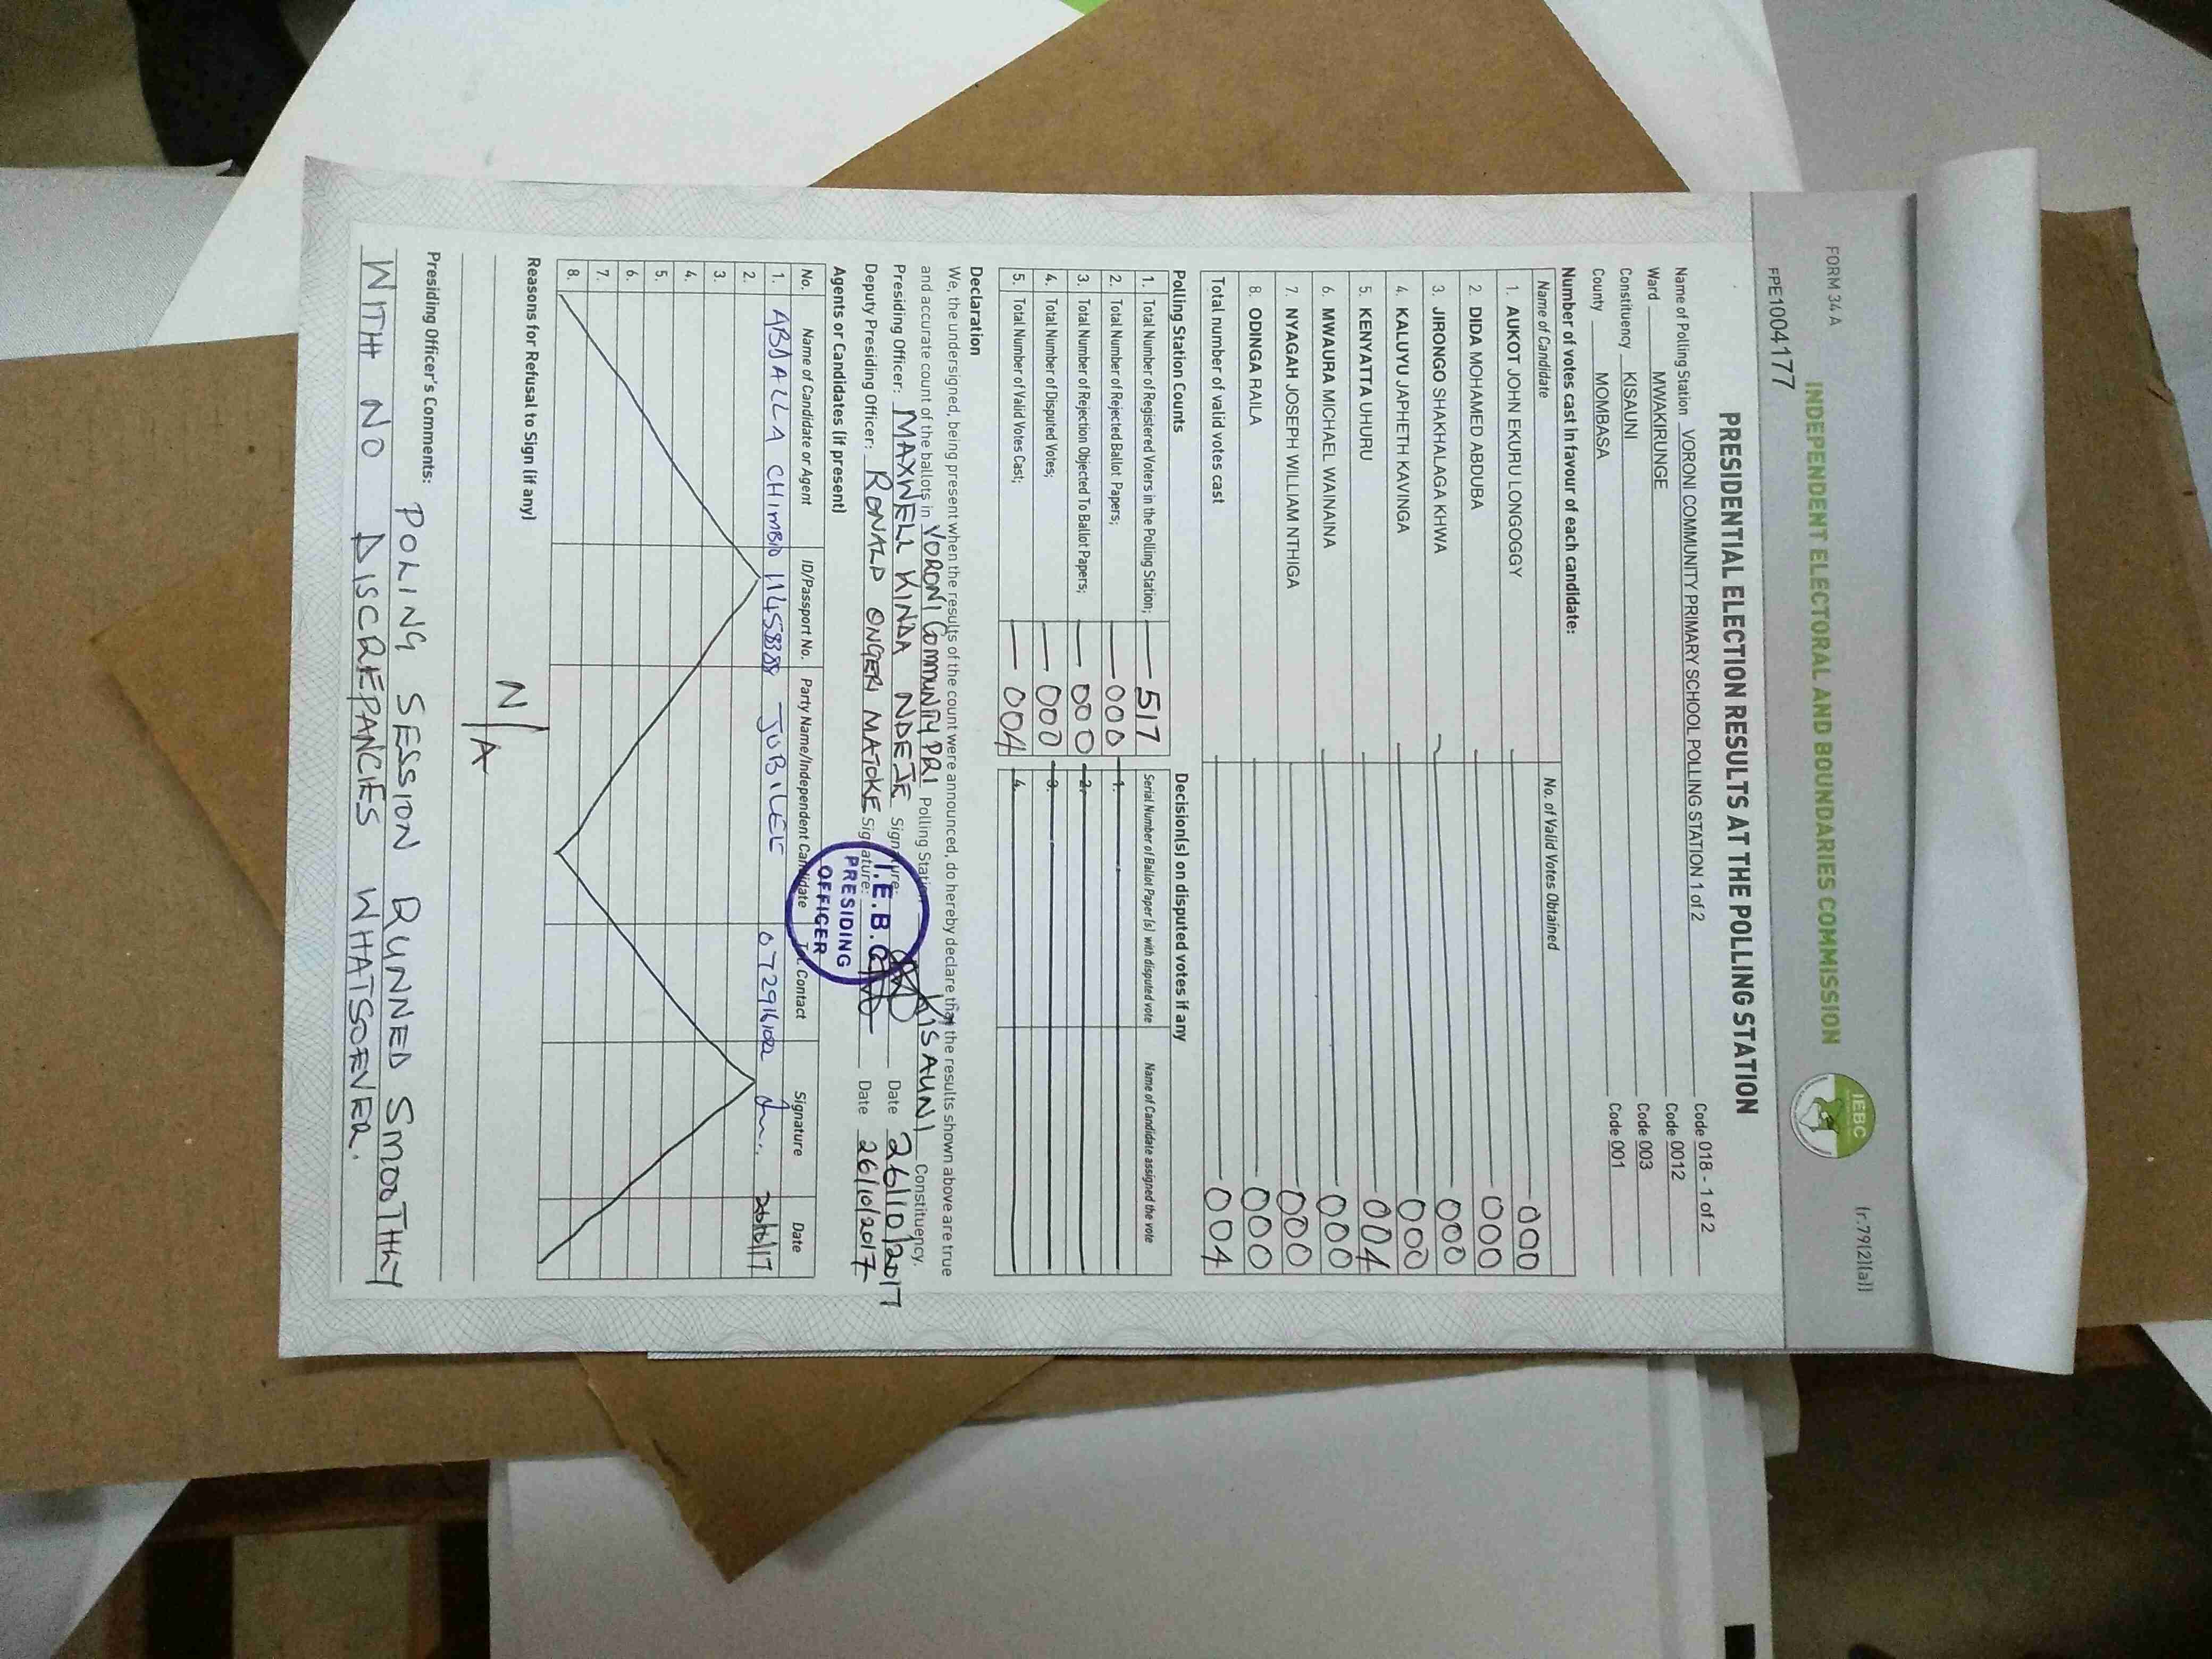 FORM 34 A (r.79(2)(a))
INDEPENDENT ELECTORAL AND BOUNDARIES COMMISSION
IEBC
FPE1004177
PRESIDENTIAL ELECTION RESULTS AT THE POLLING STATION
Name of Polling Station VORONI COMMUNITY PRIMARY SCHOOL POLLING STATION 1 of 2 Code 018 - 1 of 2
Ward MWAKIRUNGE Code 0012
Constituency KISAUNI Code 003
County MOMBASA Code 001
Number of votes cast in favour of each candidate:
Name of Candidate No. of Valid Votes Obtained
1. AUKOT JOHN EKURU LONGOGGY 000
2. DIDA MOHAMED ABDUBA 000
3. JIRONGO SHAKHALAGA KHWA 000
4. KALUYU JAPHETH KAVINGA 000
5. KENYATTA UHURU 004
6. MWAURA MICHAEL WAINAINA 000
7. NYAGAH JOSEPH WILLIAM NTHIGA 000
8. ODINGA RAILA 000
Total number of valid votes cast 004
Polling Station Counts Decision(s) on disputed votes if any
1. Total Number of Registered Voters in the Polling Station; 517 Serial Number of Ballot Paper(s) with disputed vote Name of Candidate assigned the vote
2. Total Number of Rejected Ballot Papers; 000 1.
3. Total Number of Rejection Objected To Ballot Papers; 000 2.
4. Total Number of Disputed Votes; 000 3.
5. Total Number of Valid Votes Cast; 004 4.
Declaration
We, the undersigned, being present when the results of the count were announced, do hereby declare that the results shown above are true
and accurate count of the ballots in VORONI COMMUNITY PRI Polling Station KISAUNI Constituency.
Presiding Officer: MAXWELL KINDA NDEJE Signature: Date 26/10/2017
Deputy Presiding Officer: RONALD ONGERI MATOKE Signature: Date 26/10/2017
I.E.B.C
PRESIDING
OFFICER
Agents or Candidates (if present)
No. Name of Candidate or Agent ID/Passport No. Party Name/Independent Candidate Tel. Contact Signature Date
1. ABDALLA CHIMBIO JUBILEE
2.
3.
4.
5.
6.
7.
8.
Reasons for Refusal to Sign (if any)
N/A
Presiding Officer's Comments:
POLING SESSION RUNNED SMOOTHLY
WITH NO DISCREPANCIES WHATSOEVER.